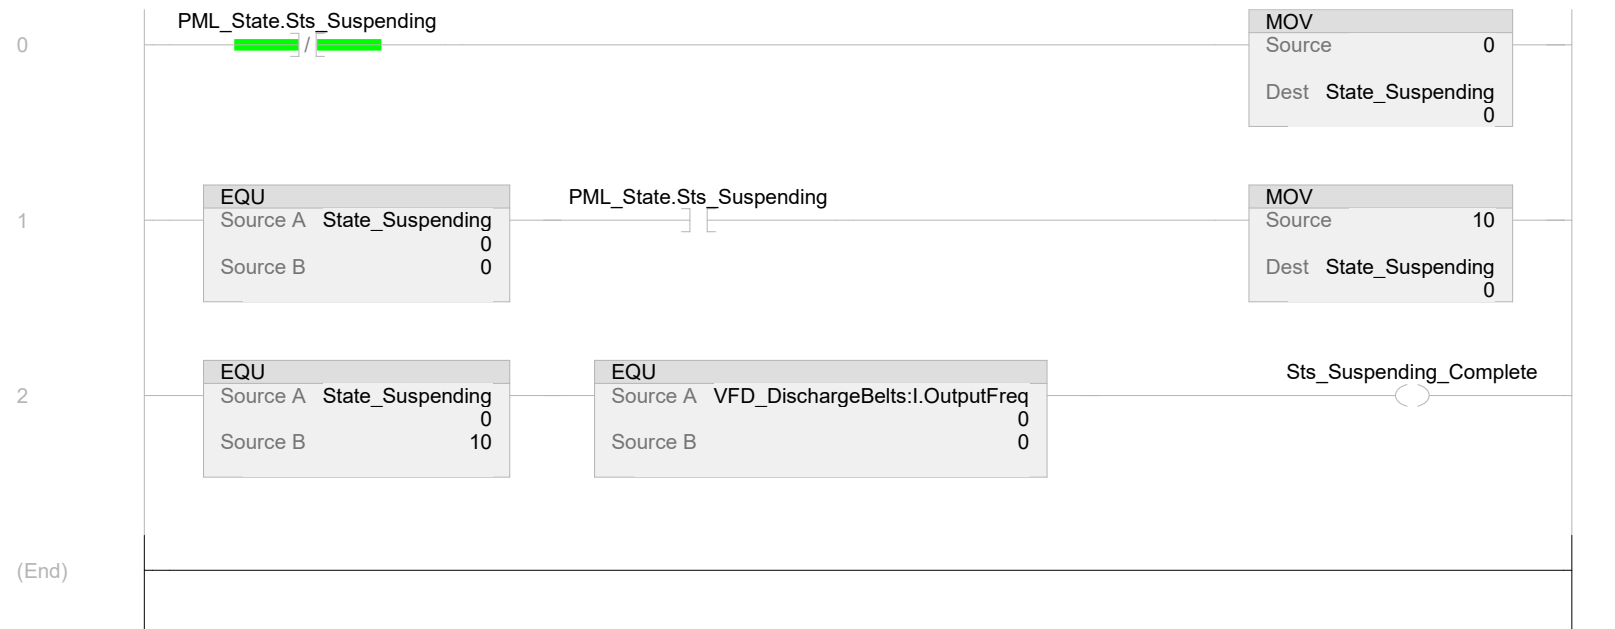 PML_State.Sts_Suspending
0
/
MOV
Source 0
Dest State_Suspending
0
1
EQU
Source A State_Suspending
0
Source B 0
PML_State.Sts_Suspending
MOV
Source 10
Dest State_Suspending
0
2
EQU
Source A State_Suspending
0
Source B 10
EQU
Source A VFD_DischargeBelts:I.OutputFreq
0
Source B 0
Sts_Suspending_Complete
(End)